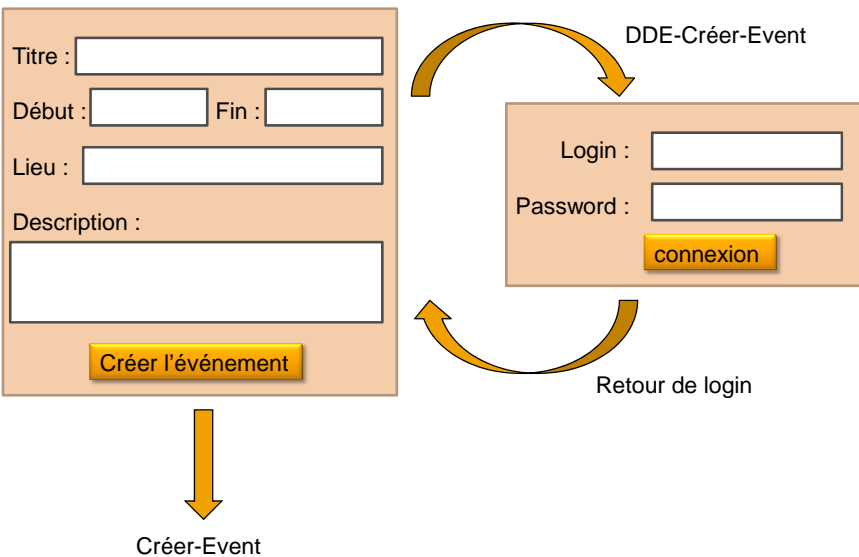 Titre :
Début :
Fin :
Lieu :
Description :
Créer l'événement
Créer-Event
DDE-Créer-Event
Login :
Password :
connexion
Retour de login